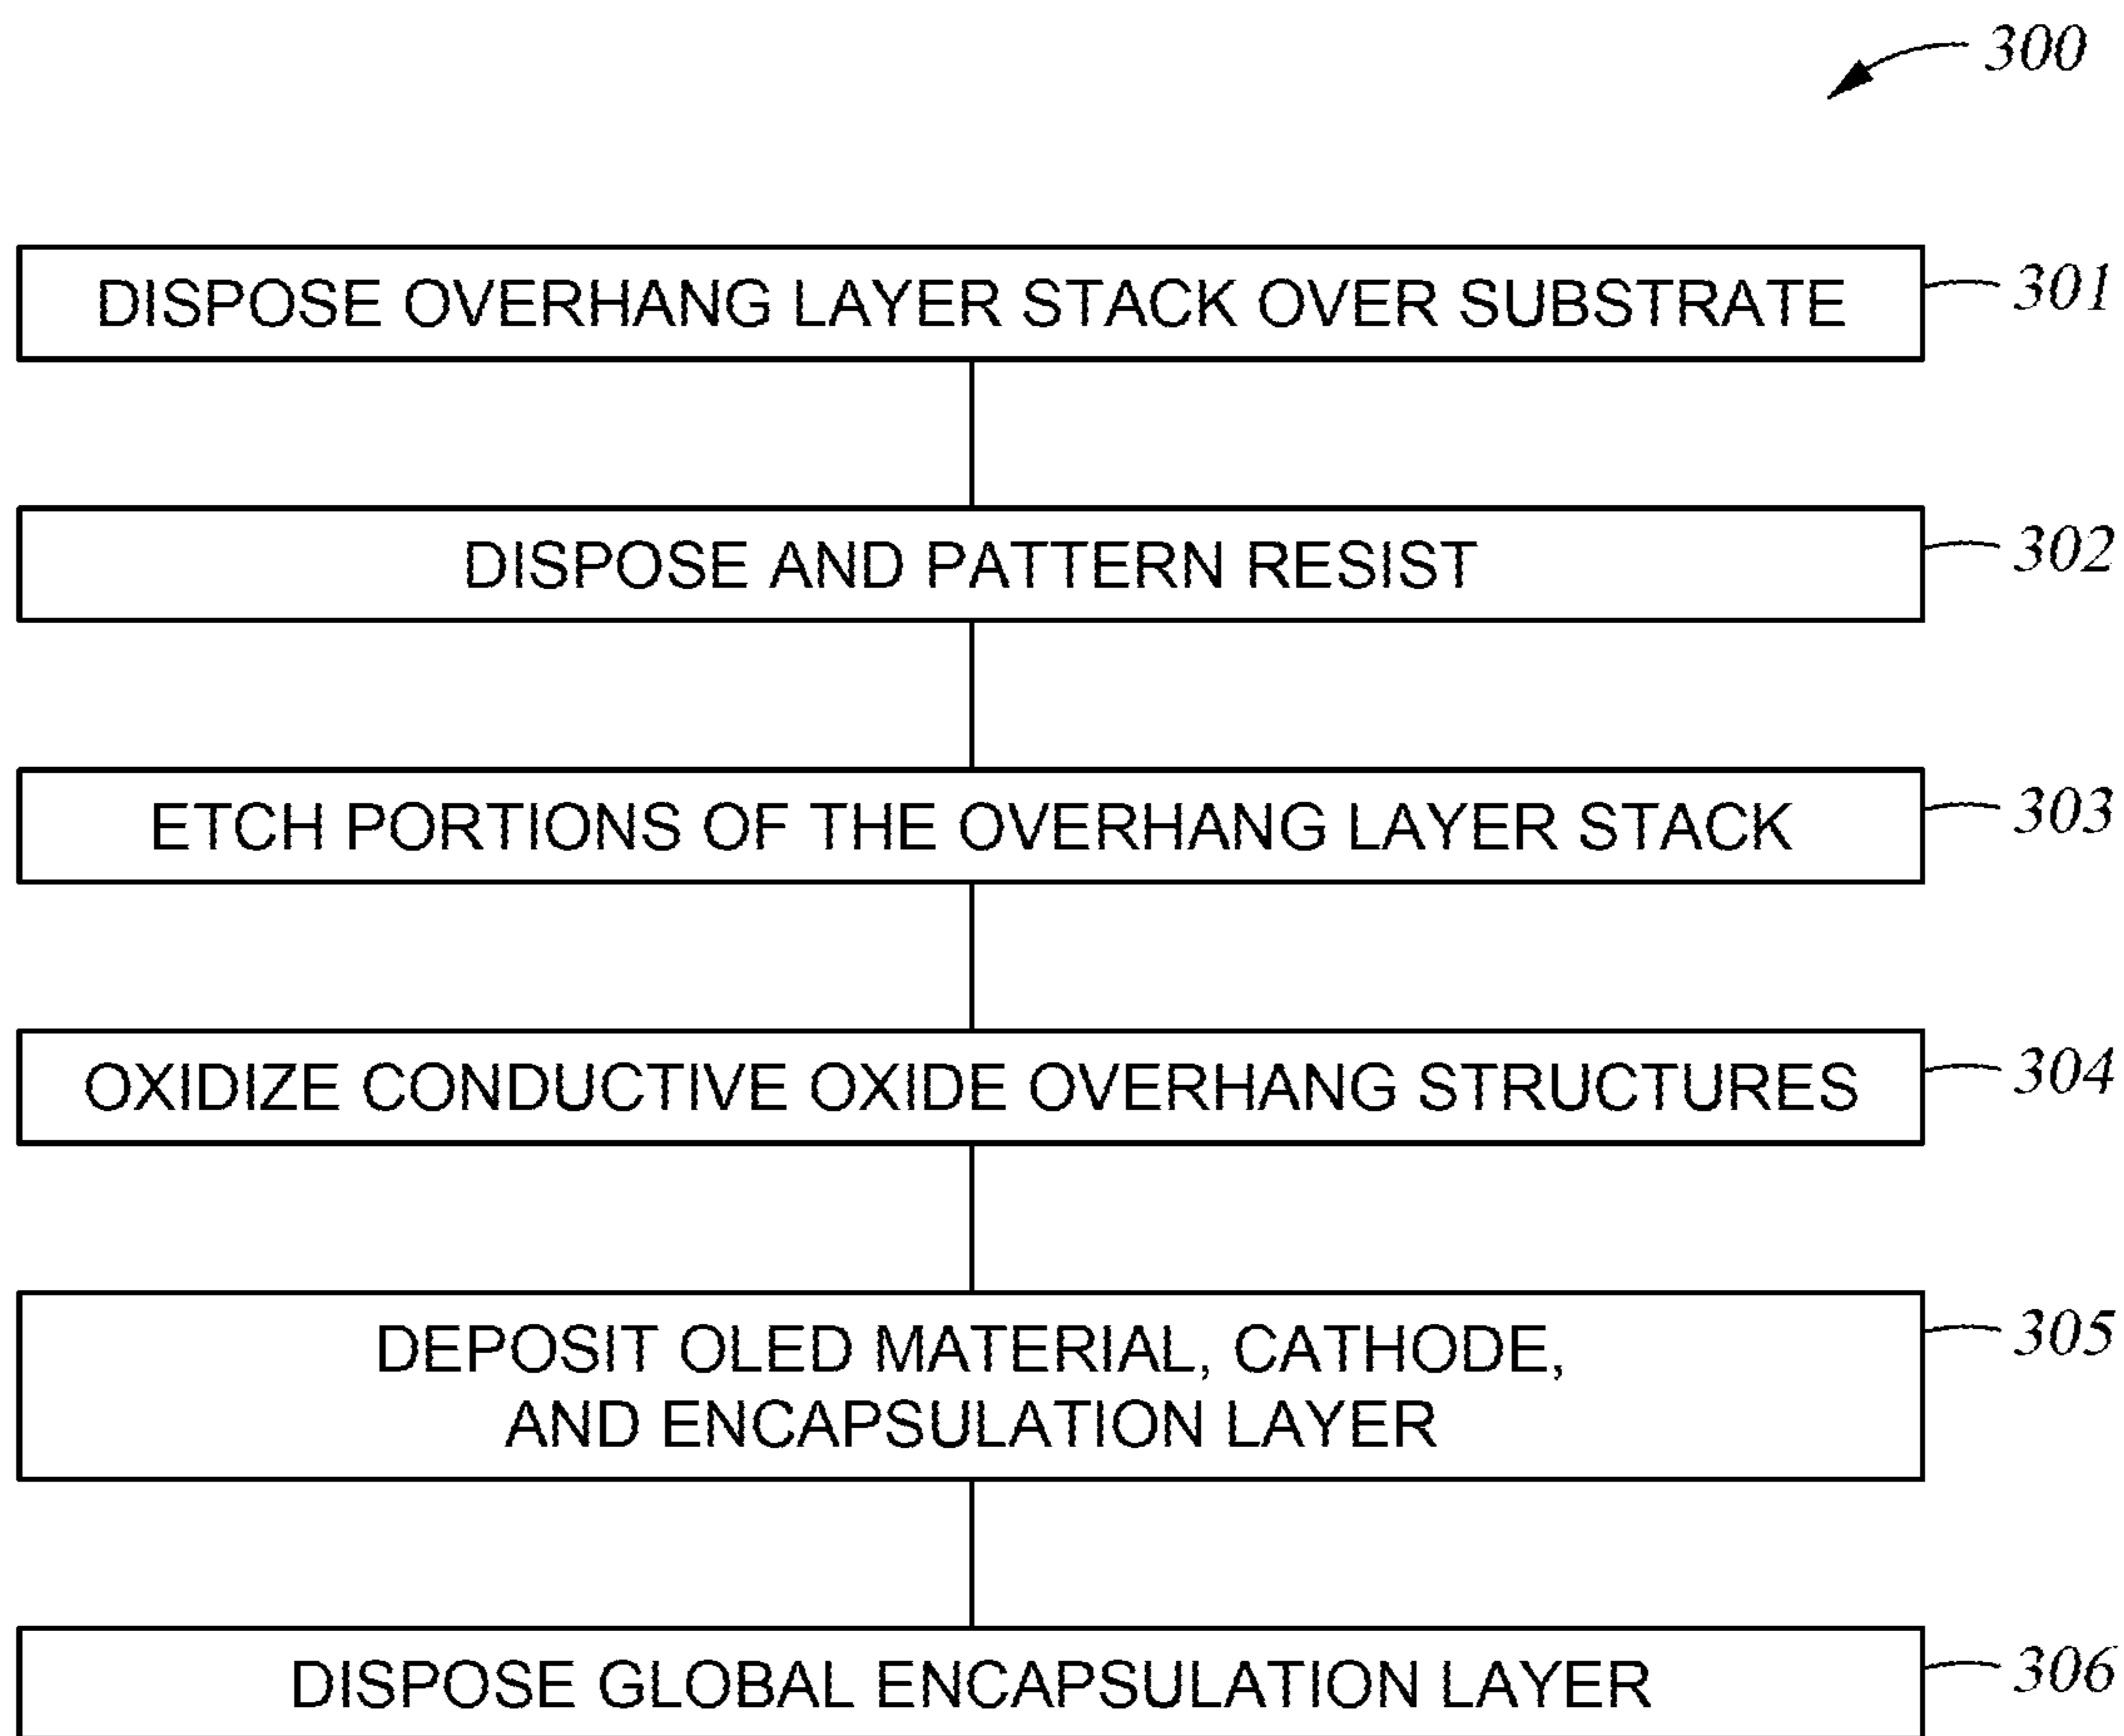 300
DISPOSE OVERHANG LAYER STACK OVER SUBSTRATE
301
DISPOSE AND PATTERN RESIST
302
ETCH PORTIONS OF THE OVERHANG LAYER STACK
303
OXIDIZE CONDUCTIVE OXIDE OVERHANG STRUCTURES
304
DEPOSIT OLED MATERIAL, CATHODE,
AND ENCAPSULATION LAYER
305
DISPOSE GLOBAL ENCAPSULATION LAYER
306